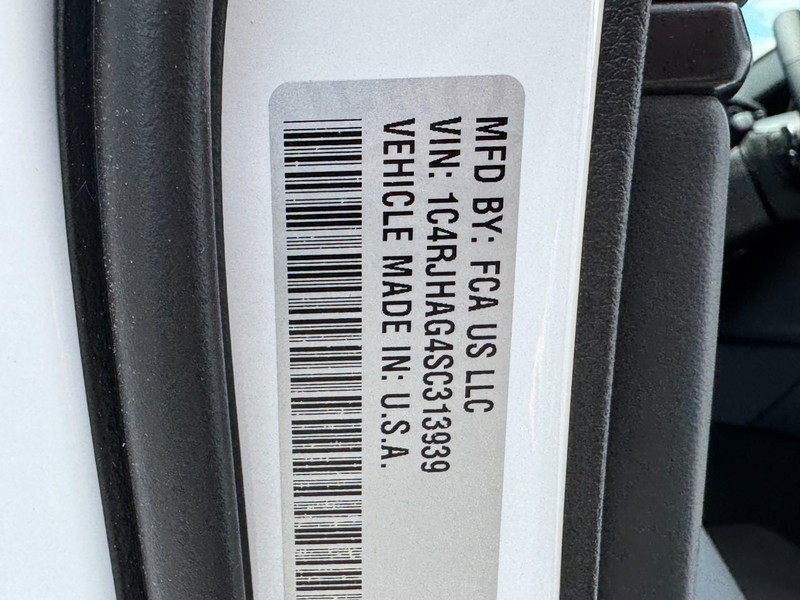 MFD BY: FCA US LLC
VIN: 1C4RJHAG4SC313939
VEHICLE MADE IN: U.S.A.